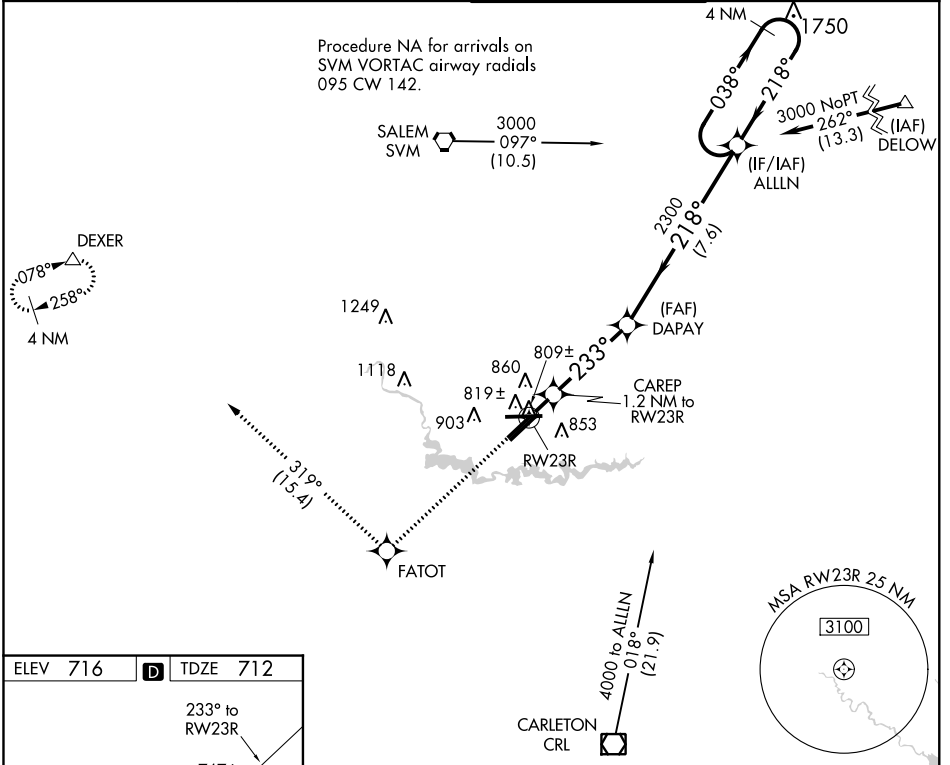 4 NM
1750
Procedure NA for arrivals on
SVM VORTAC airway radials
095 CW 142.
038°
218°
3000 NoPT
262°
(13.3)
(IAF)
DELOW
SALEM
SVM
3000
097°
(10.5)
(IF/IAF)
ALLLN
2300
218°
(7.6)
DEXER
078°
258°
4 NM
(FAF)
DAPAY
1249
233°
809±
860
1118
CAREP
1.2 NM to
RW23R
819±
903
853
RW23R
319°
(15.4)
FATOT
MSA RW23R 25 NM
3100
4000 to ALLLN
018°
(21.9)
CARLETON
CRL
ELEV 716 D TDZE 712
233° to
RW23R